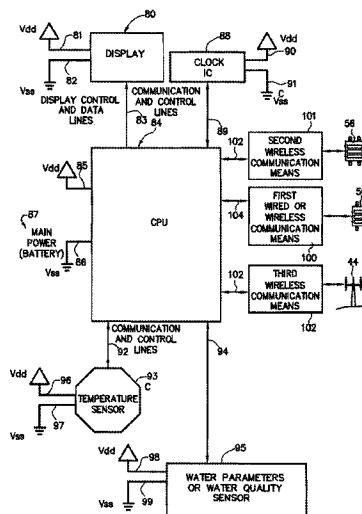 80
88
Vdd
81
Vdd
90
DISPLAY
CLOCK
IC
82
91
C
Vss
Vss
DISPLAY CONTROL
AND DATA
LINES
COMMUNICATION
AND CONTROL
LINES
83
84
89
101
56
102
SECOND
WIRELESS
COMMUNICATION
MEANS
Vdd
85
CPU
87
MAIN
POWER
(BATTERY)
104
FIRST
WIRED OR
WIRELESS
COMMUNICATION
MEANS
100
86
Vss
102
THIRD
WIRELESS
COMMUNICATION
MEANS
102
44
COMMUNICATION
AND CONTROL
LINES
92
94
Vdd
96
93
C
TEMPERATURE
SENSOR
97
Vss
95
Vdd
98
WATER PARAMETERS
OR WATER QUALITY
SENSOR
99
Vss